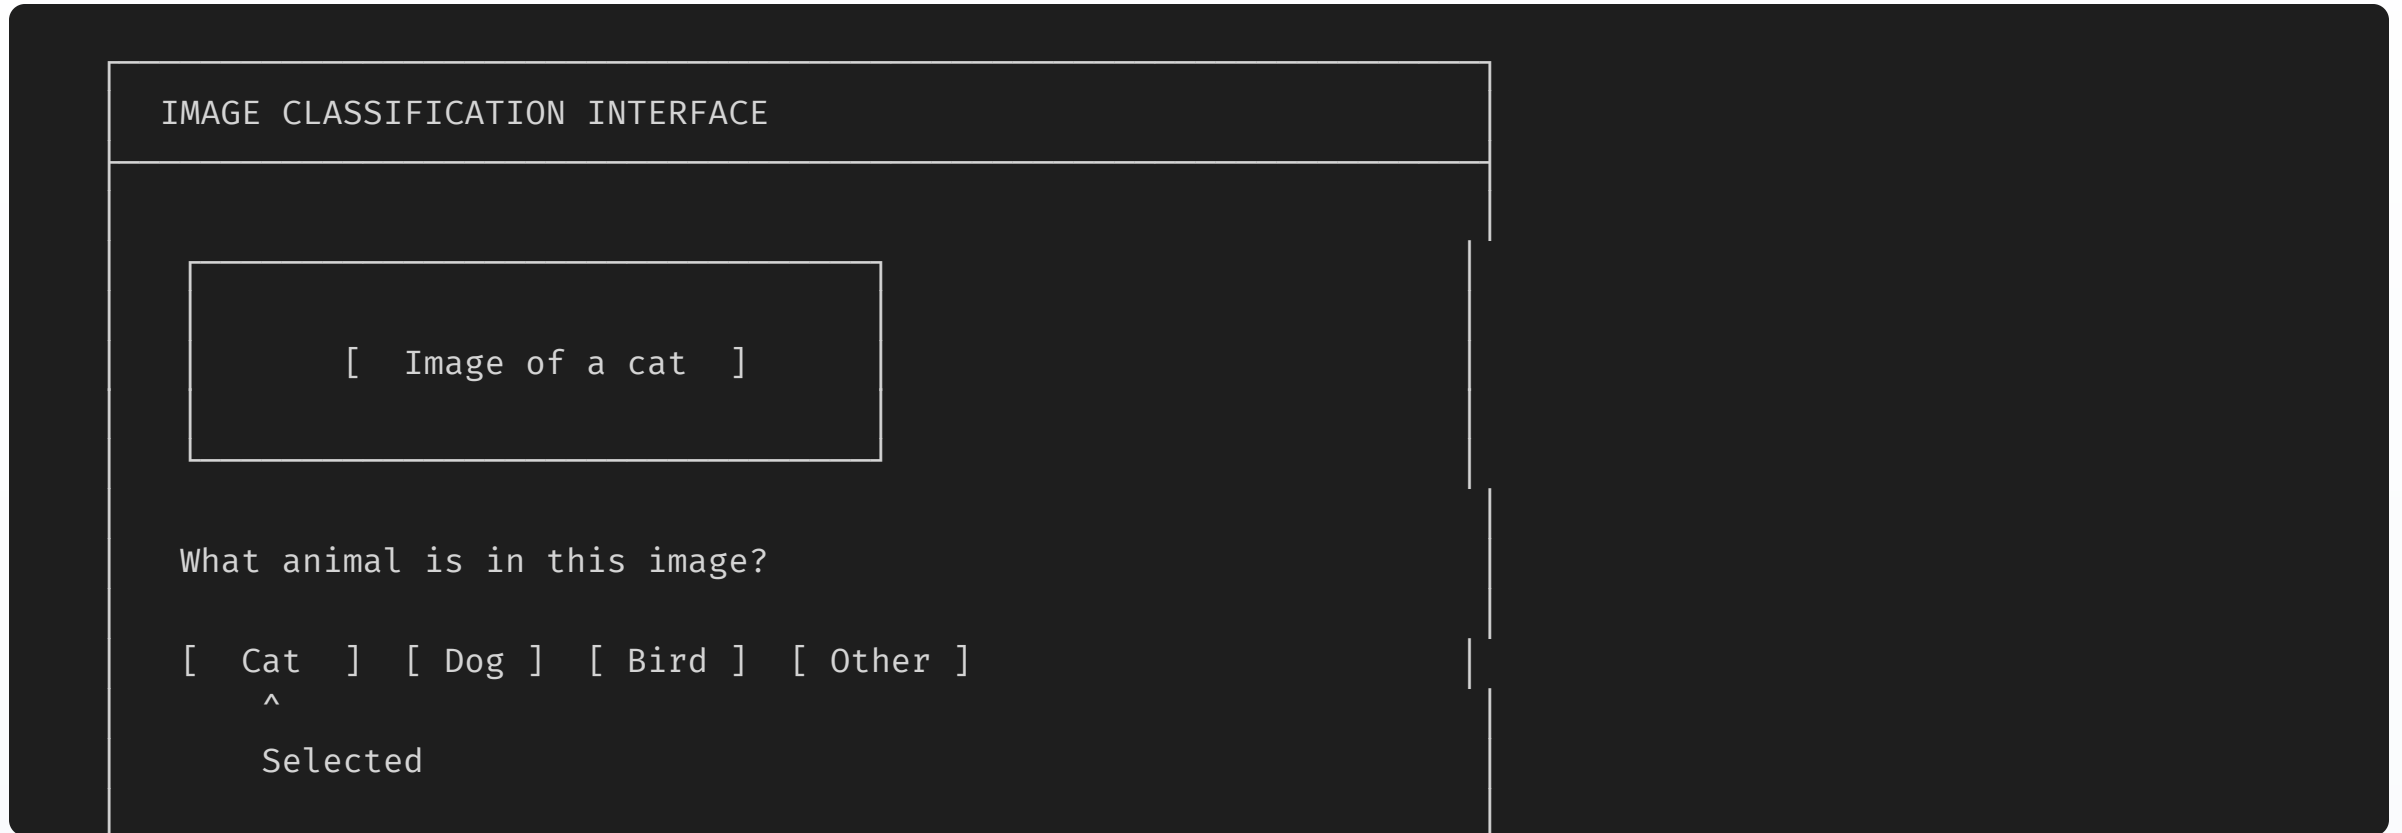 IMAGE CLASSIFICATION INTERFACE
[  Image of a cat  ]
What animal is in this image?
[  Cat  ]  [ Dog ]  [ Bird ]  [ Other ]
^
Selected